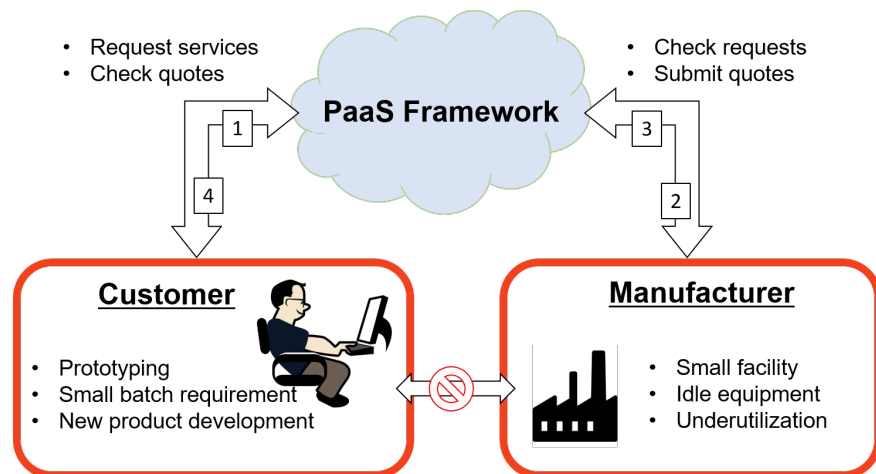 • Request services
• Check quotes
• Check requests
• Submit quotes
PaaS Framework
1
3
4
2
Customer
• Prototyping
• Small batch requirement
• New product development
Manufacturer
• Small facility
• Idle equipment
• Underutilization